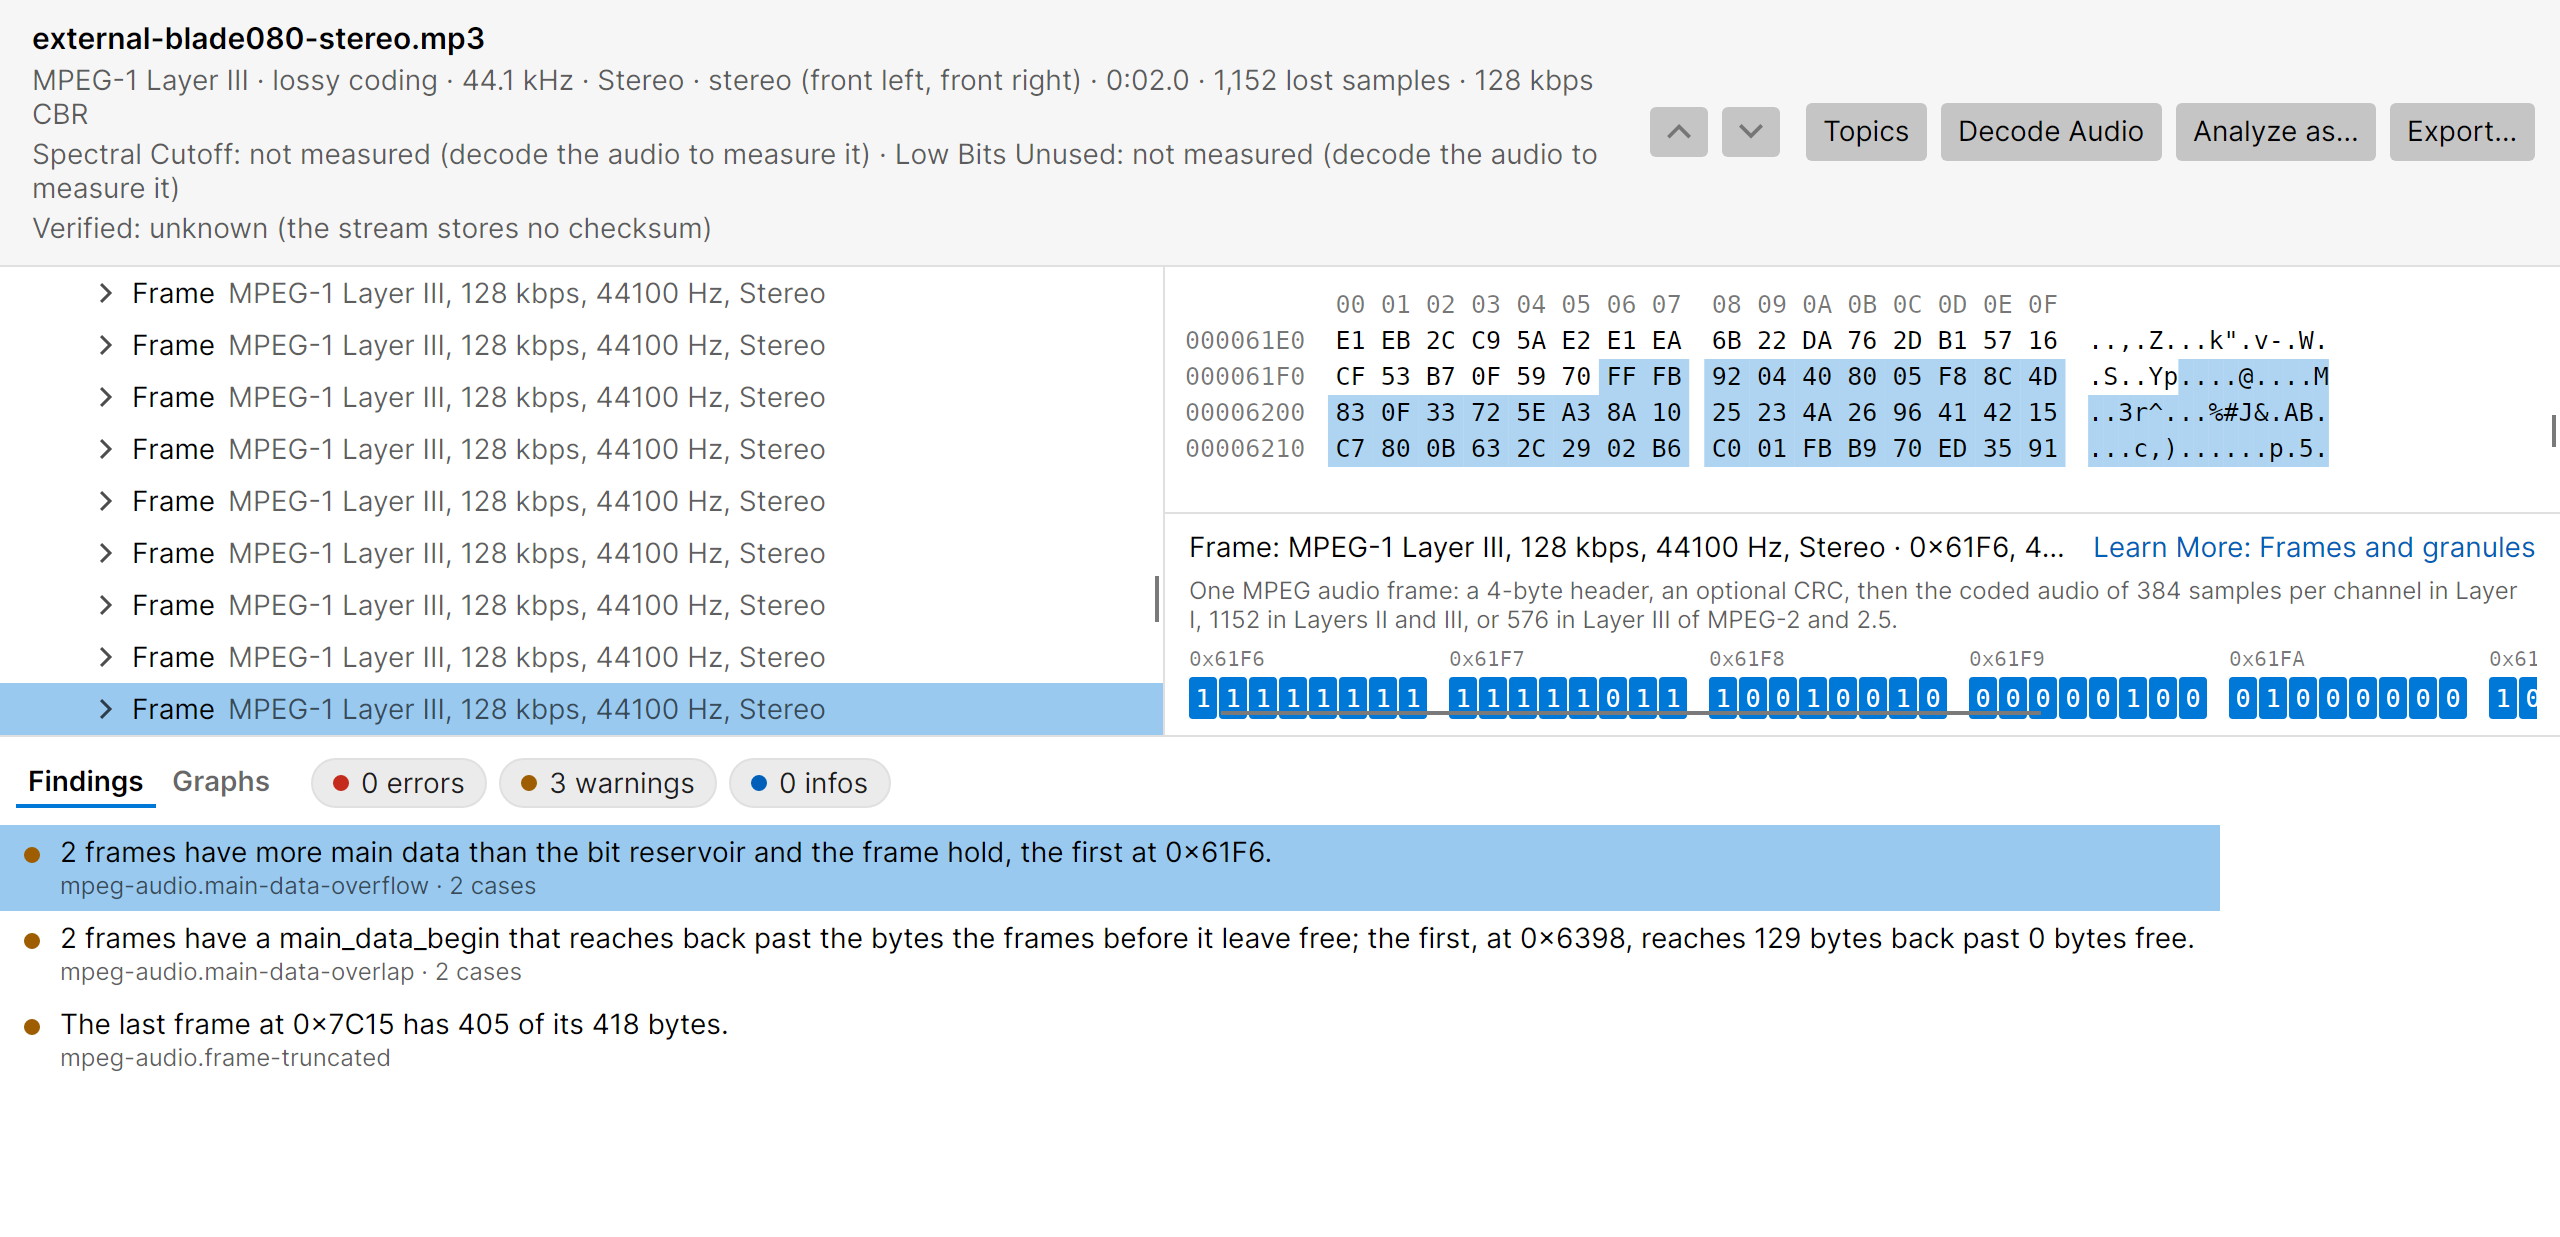 external-blade080-stereo.mp3
MPEG-1 Layer III · lossy coding · 44.1 kHz · Stereo · stereo (front left, front right) · 0:02.0 · 1,152 lost samples · 128 kbps
CBR
Spectral Cutoff: not measured (decode the audio to measure it) · Low Bits Unused: not measured (decode the audio to
measure it)
Verified: unknown (the stream stores no checksum)
Topics
Decode Audio
Analyze as...
Export...
Frame MPEG-1 Layer III, 128 kbps, 44100 Hz, Stereo
Frame MPEG-1 Layer III, 128 kbps, 44100 Hz, Stereo
Frame MPEG-1 Layer III, 128 kbps, 44100 Hz, Stereo
Frame MPEG-1 Layer III, 128 kbps, 44100 Hz, Stereo
Frame MPEG-1 Layer III, 128 kbps, 44100 Hz, Stereo
Frame MPEG-1 Layer III, 128 kbps, 44100 Hz, Stereo
Frame MPEG-1 Layer III, 128 kbps, 44100 Hz, Stereo
Frame MPEG-1 Layer III, 128 kbps, 44100 Hz, Stereo
Frame MPEG-1 Layer III, 128 kbps, 44100 Hz, Stereo
00 01 02 03 04 05 06 07 08 09 0A 0B 0C 0D 0E 0F
000061E0 E1 EB 2C C9 5A E2 E1 EA 6B 22 DA 76 2D B1 57 16 ..,.Z...k".v-.W.
000061F0 CF 53 B7 0F 59 70 FF FB 92 04 40 80 05 F8 8C 4D .S..Yp....@....M
00006200 83 0F 33 72 5E A3 8A 10 25 23 4A 26 96 41 42 15 ..3r^...%#J&.AB.
00006210 C7 80 0B 63 2C 29 02 B6 C0 01 FB B9 70 ED 35 91 ...c,)......p.5.
Frame: MPEG-1 Layer III, 128 kbps, 44100 Hz, Stereo · 0×61F6, 4...
Learn More: Frames and granules
One MPEG audio frame: a 4-byte header, an optional CRC, then the coded audio of 384 samples per channel in Layer
I, 1152 in Layers II and III, or 576 in Layer III of MPEG-2 and 2.5.
0x61F6 0x61F7 0x61F8 0x61F9 0x61FA 0x61
1 1 1 1 1 1 1 1 1 1 1 1 1 0 1 1 1 0 0 1 0 0 1 0 0 0 0 0 0 1 0 0 0 1 0 0 0 0 0 0 1 0
Findings
Graphs
0 errors
3 warnings
0 infos
2 frames have more main data than the bit reservoir and the frame hold, the first at 0×61F6.
mpeg-audio.main-data-overflow · 2 cases
2 frames have a main_data_begin that reaches back past the bytes the frames before it leave free; the first, at 0×6398, reaches 129 bytes back past 0 bytes free.
mpeg-audio.main-data-overlap · 2 cases
The last frame at 0×7C15 has 405 of its 418 bytes.
mpeg-audio.frame-truncated